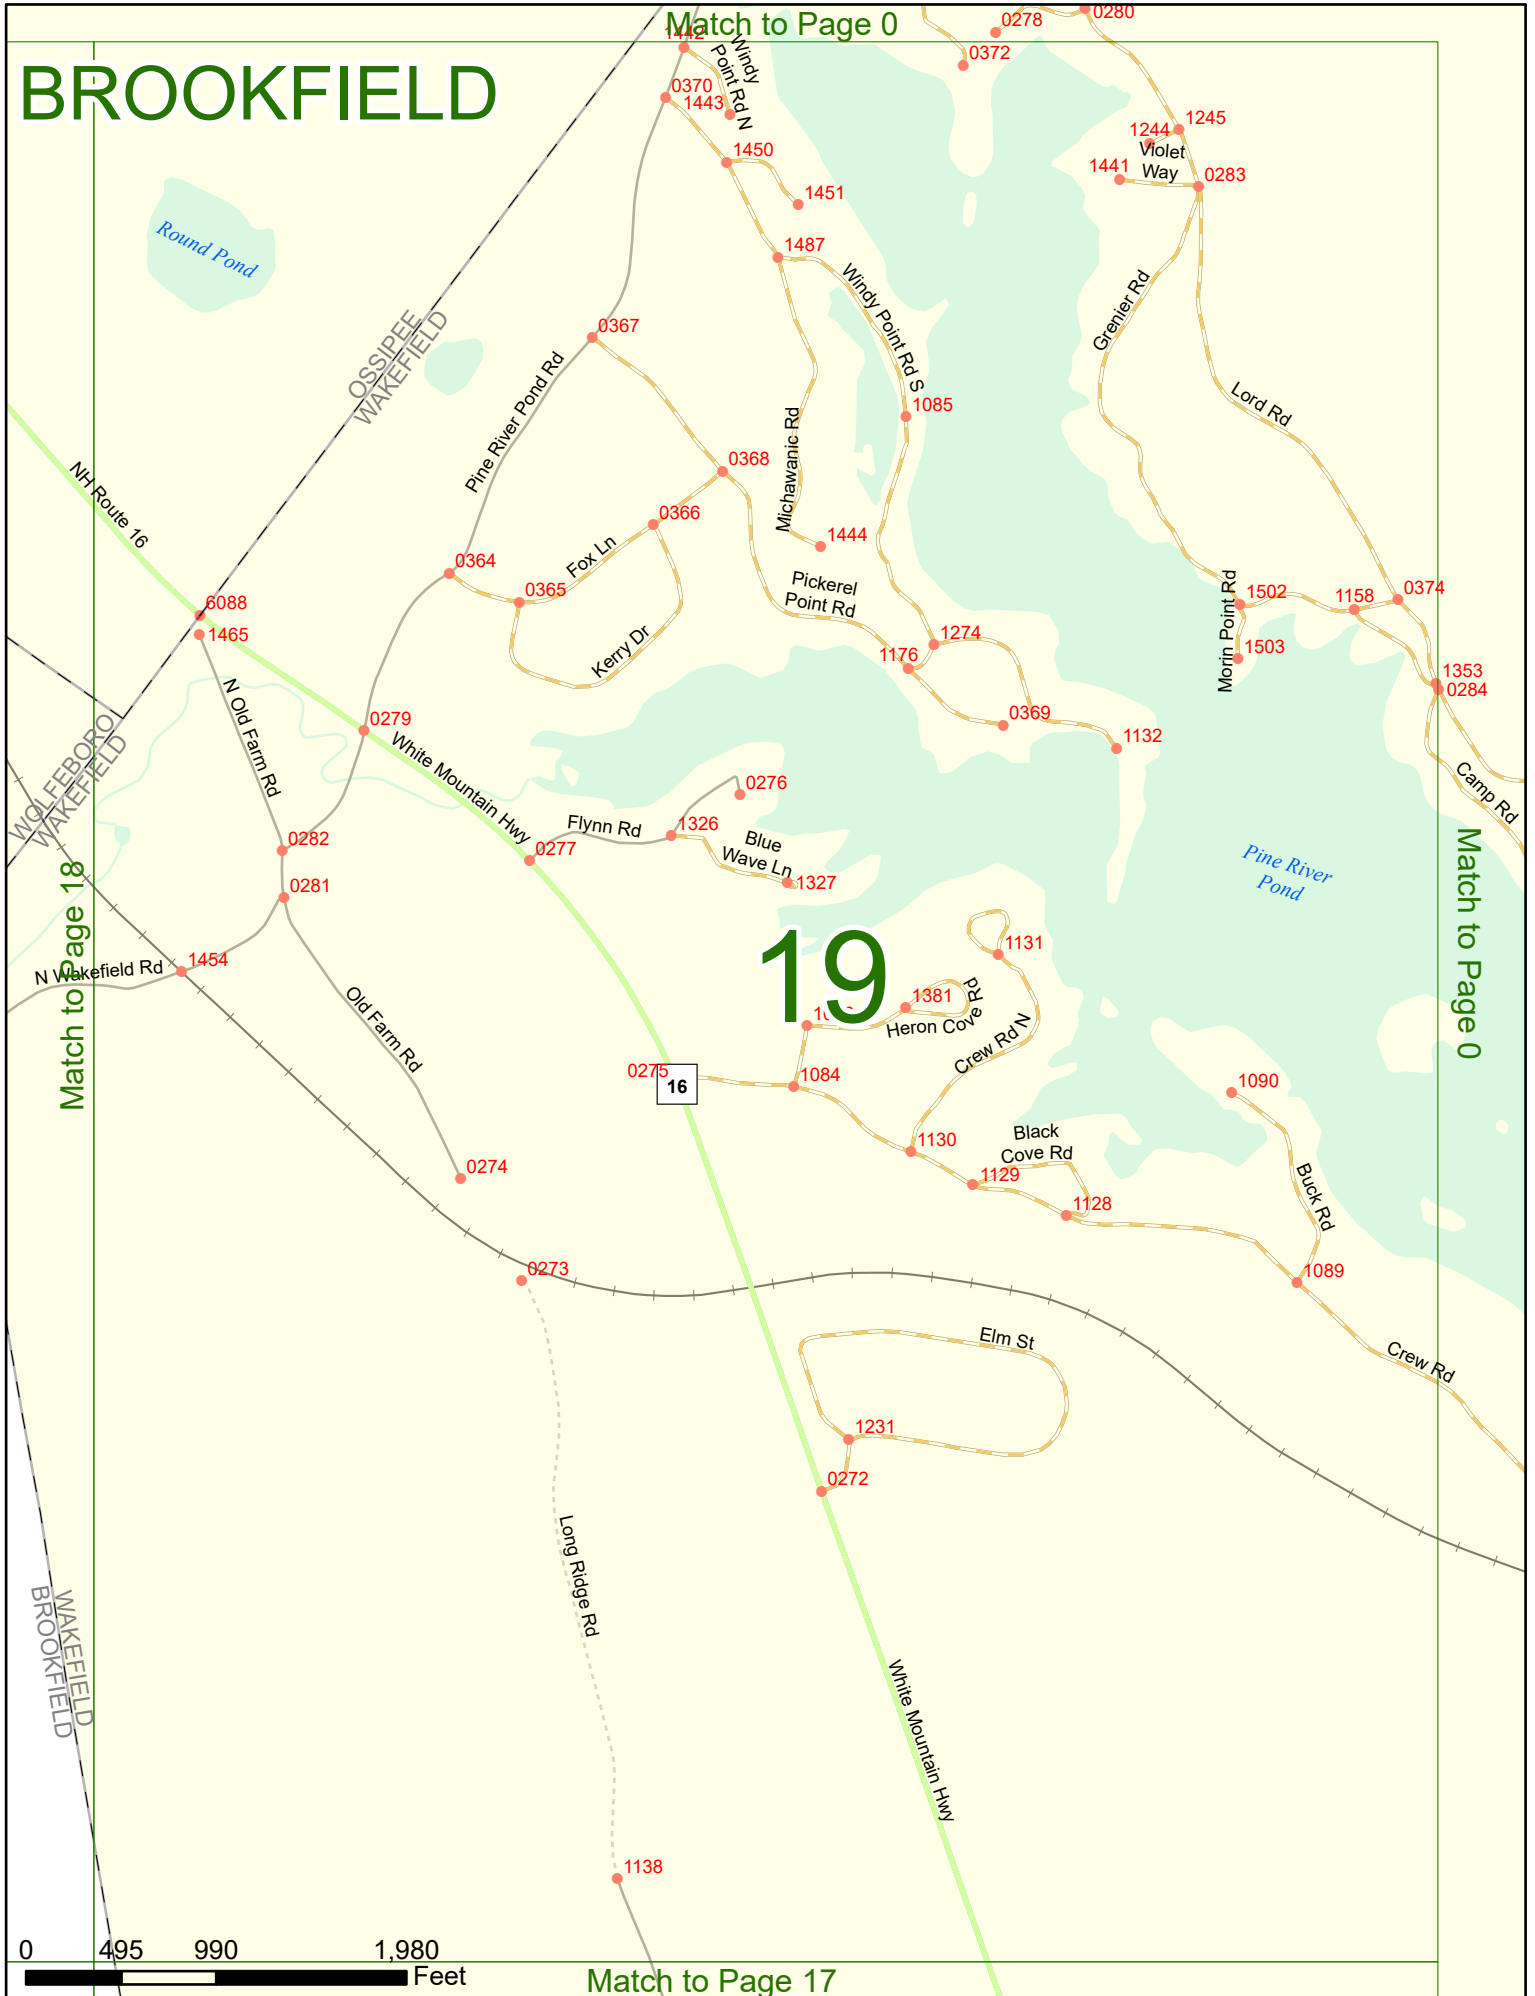 Match to Page 0
BROOKFIELD
0278
0280
0372
1442
Windy
Point Rd N
0370
1443
1450
1451
1244
1245
Violet
Way
1441
0283
Round Pond
1487
Windy Point Rd S
Grenier Rd
OSSIPEE
WAKEFIELD
0367
Pine River Pond Rd
Lord Rd
1085
Michawanic Rd
NH Route 16
0368
0366
1444
Fox Ln
0364
0365
Pickerel
Point Rd
6088
1465
Kerry Dr
1274
1176
Morin Point Rd
1502
1158
0374
1503
1353
0284
N Old Farm Rd
0279
White Mountain Hwy
0369
1132
WOLFEBORO
WAKEFIELD
0276
Camp Rd
Flynn Rd
1326
Blue
Wave Ln
0282
0277
1327
Pine River
Pond
0281
Match to Page 18
Match to Page 0
19
1131
1454
N Wakefield Rd
1381
Heron Cove Rd
Old Farm Rd
Crew Rd N
0275
16
1084
1090
1130
Black
Cove Rd
0274
1129
1128
Buck Rd
0273
1089
Elm St
Crew Rd
1231
0272
Long Ridge Rd
WAKEFIELD
BROOKFIELD
White Mountain Hwy
1138
0 495 990 1,980
Feet
Match to Page 17